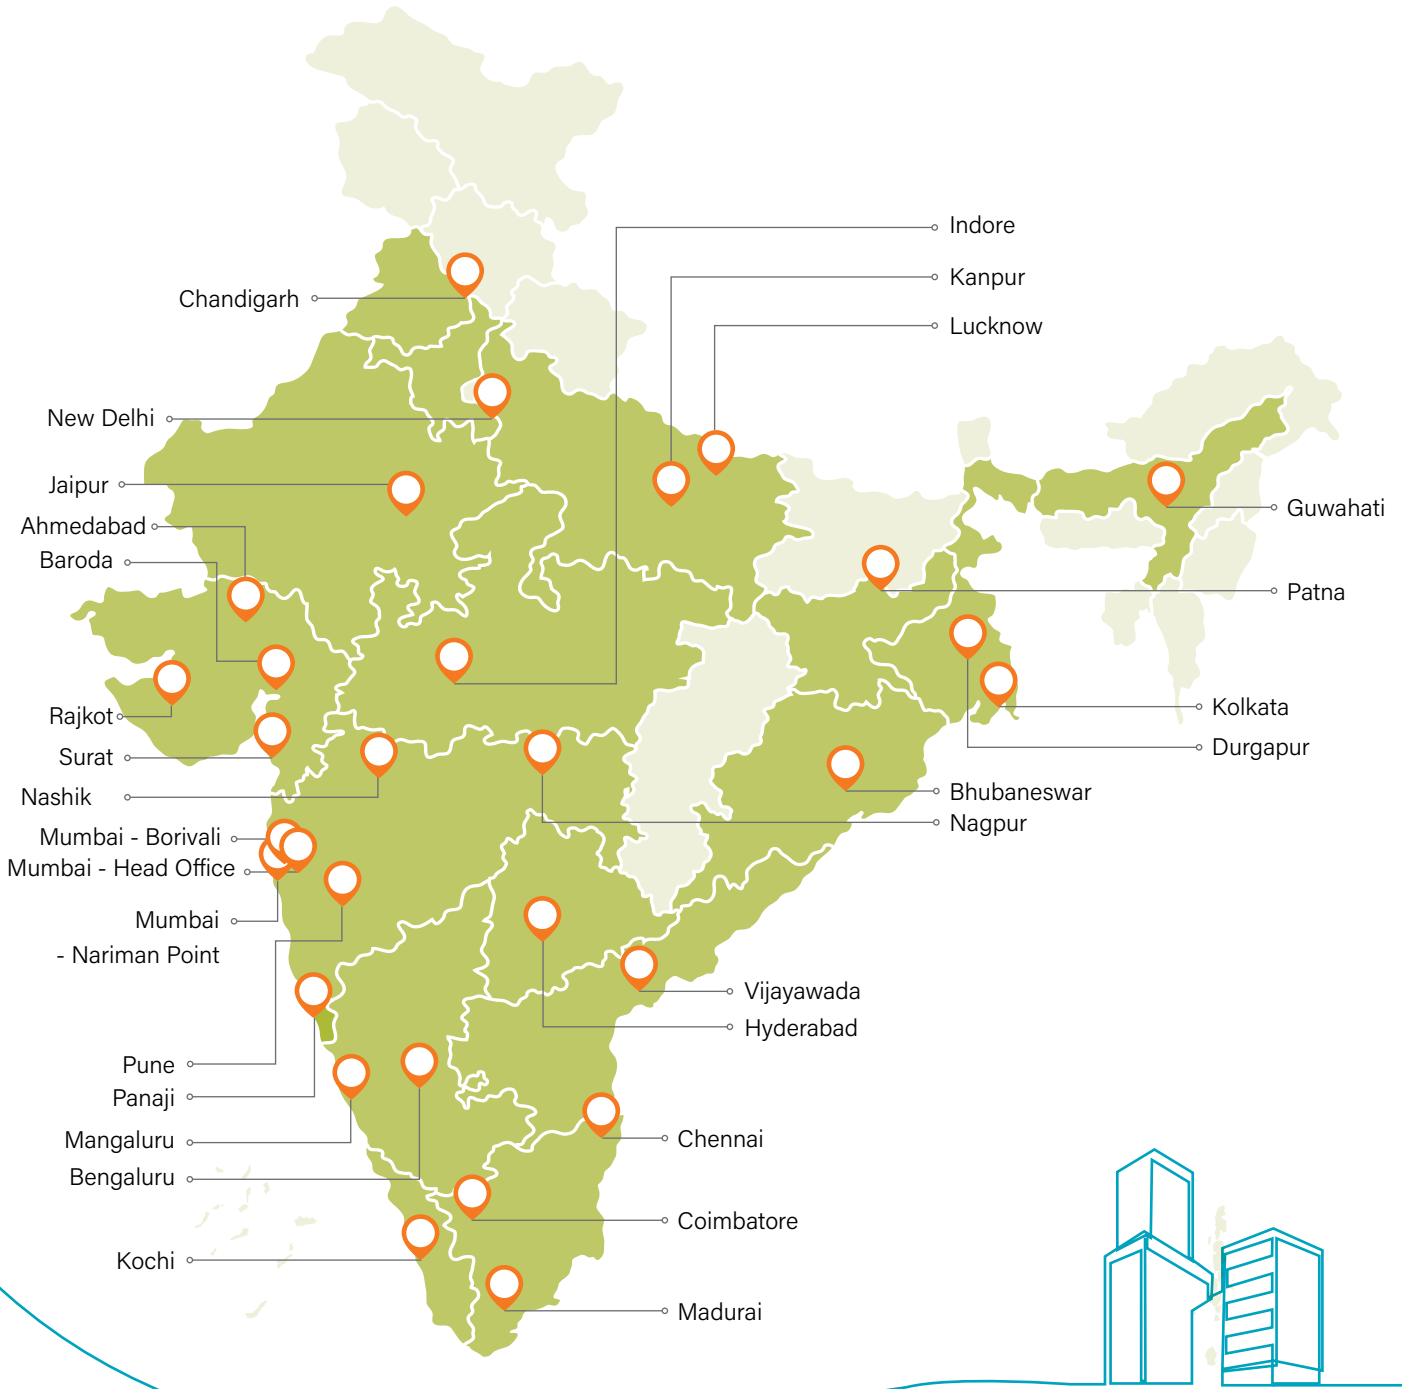 Indore
Kanpur
Lucknow
Chandigarh
New Delhi
Jaipur
Ahmedabad
Baroda
Guwahati
Patna
Rajkot
Surat
Nashik
Kolkata
Durgapur
Bhubaneswar
Nagpur
Mumbai - Borivali
Mumbai - Head Office
Mumbai
- Nariman Point
Vijayawada
Hyderabad
Pune
Panaji
Mangaluru
Bengaluru
Chennai
Coimbatore
Kochi
Madurai